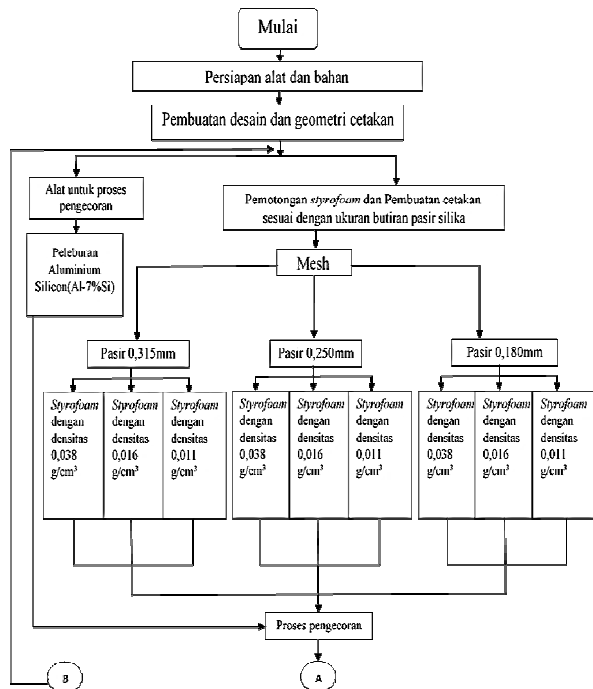 Mulai
Persiapan alat dan bahan
Pembuatan desain dan geometri cetakan
Alat untuk proses
pengecoran
Pemotongan styrofoam dan Pembuatan cetakan
sesuai dengan ukuran butiran pasir silika
Peleburan
Aluminium
Silicon(Al-7%Si)
Mesh
Pasir 0,315mm
Pasir 0,250mm
Pasir 0,180mm
Styrofoam
dengan
densitas
0,038
g/cm³
Styrofoam
dengan
densitas
0,016
g/cm³
Styrofoam
dengan
densitas
0,011
g/cm³
Styrofoam
dengan
densitas
0,038
g/cm³
Styrofoam
dengan
densitas
0,016
g/cm³
Styrofoam
dengan
densitas
0,011
g/cm³
Styrofoam
dengan
densitas
0,038
g/cm³
Styrofoam
dengan
densitas
0,016
g/cm³
Styrofoam
dengan
densitas
0,011
g/cm³
Proses pengecoran
B
A